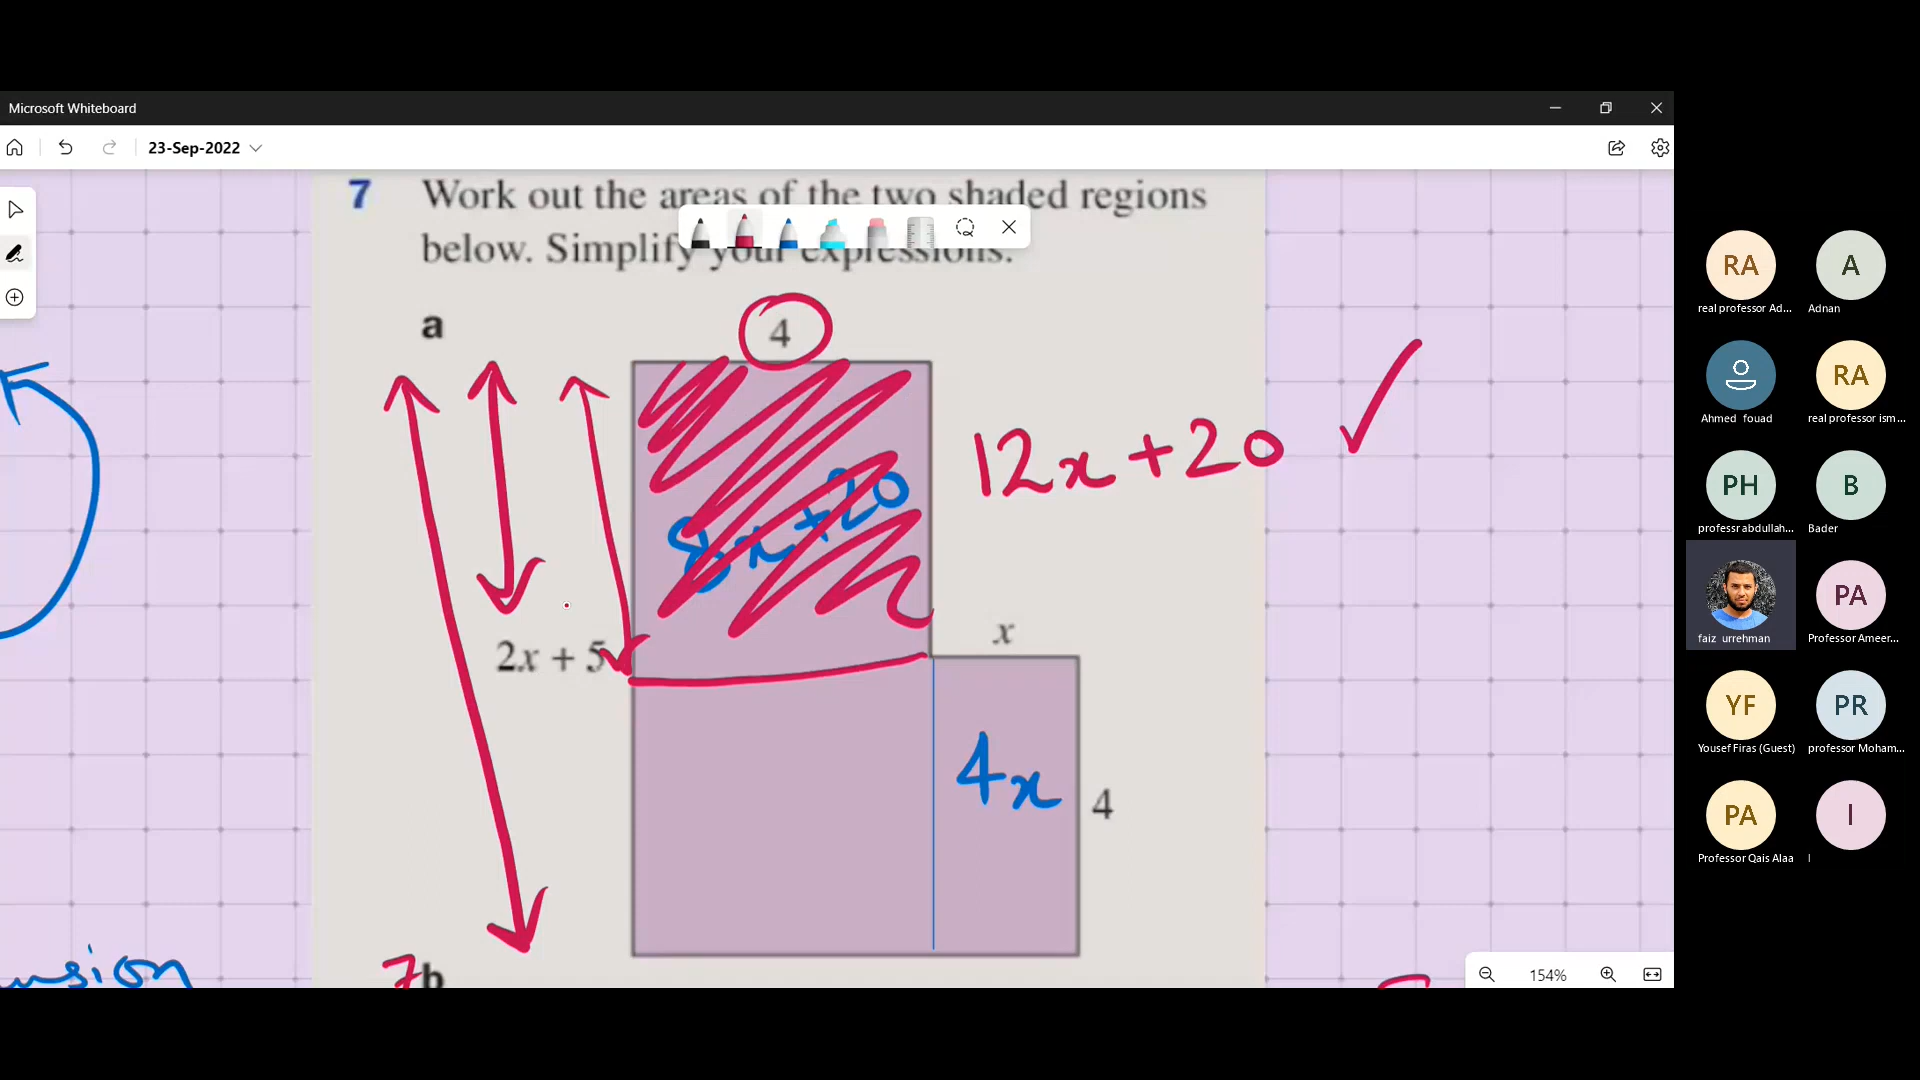 Microsoft Whiteboard
23-Sep-2022
7 Work out the areas of the two shaded regions
below. Simplify your expressions.
a
4
12x+20
8x+20
x
2x + 5
4x
4
7b
nsion
154%
RA
real professor Ad...
A
Adnan
Ahmed fouad
RA
real professor ism...
PH
professr abdullah...
B
Bader
faiz urrehman
PA
Professor Ameer...
YF
Yousef Firas (Guest)
PR
professor Moham...
PA
Professor Qais Alaa
I
I